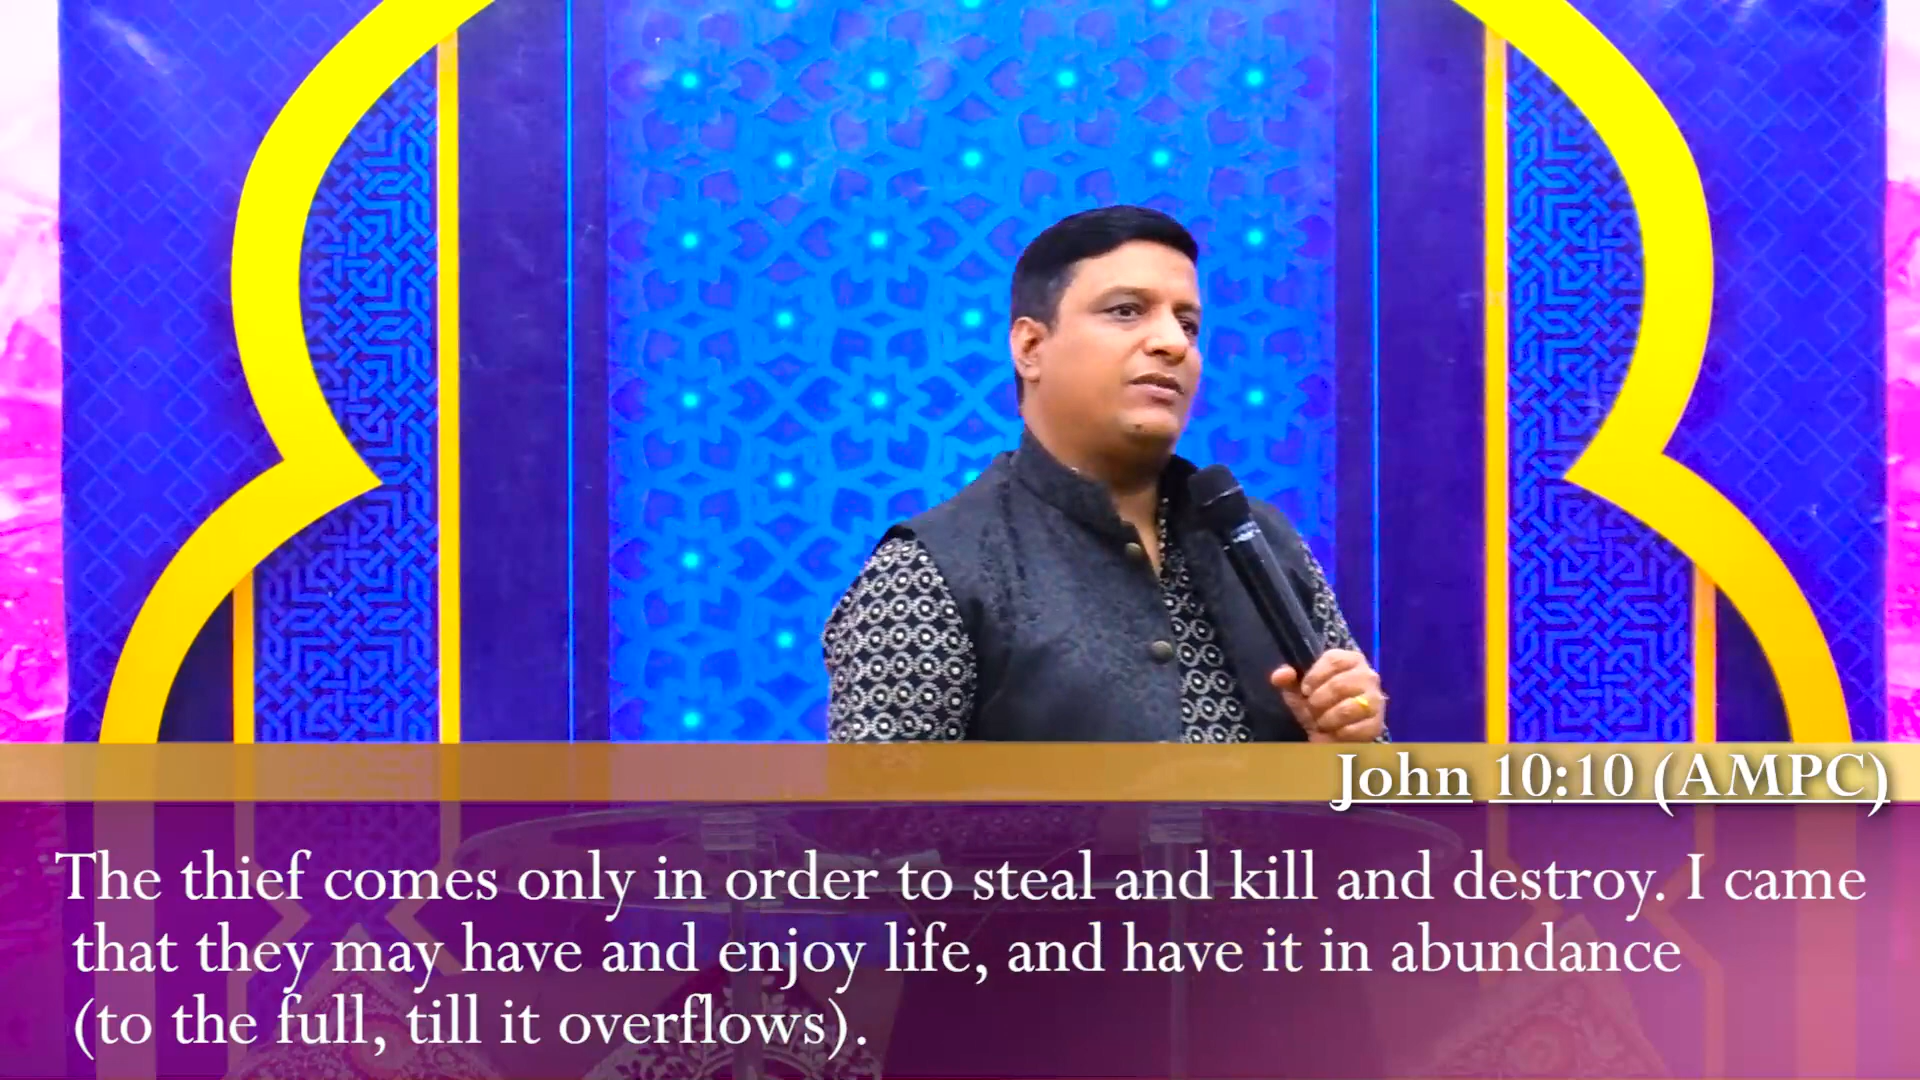 John 10:10 (AMPC)
The thief comes only in order to steal and kill and destroy. I came
that they may have and enjoy life, and have it in abundance
(to the full, till it overflows).